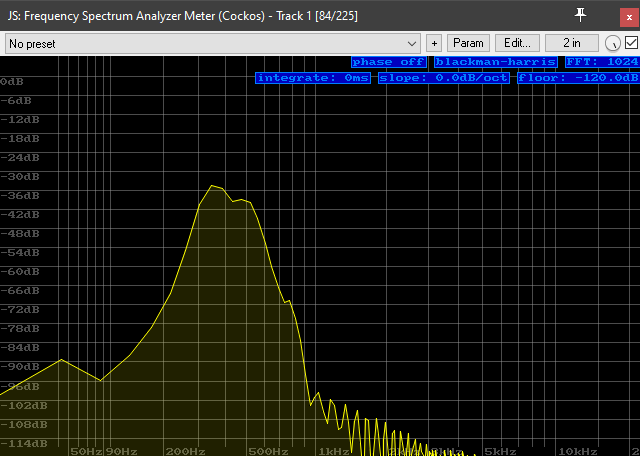 JS: Frequency Spectrum Analyzer Meter (Cockos) - Track 1 [84/225]
No preset + Param Edit... 2 in
phase off blackman-harris FFT: 1024
integrate: 0ms slope: 0.0dB/oct floor: -120.0dB
0dB
-6dB
-12dB
-18dB
-24dB
-30dB
-36dB
-42dB
-48dB
-54dB
-60dB
-66dB
-72dB
-78dB
-84dB
-90dB
-96dB
-102dB
-108dB
-114dB
50Hz 90Hz 200Hz 500Hz 1kHz 5kHz 10kHz 2